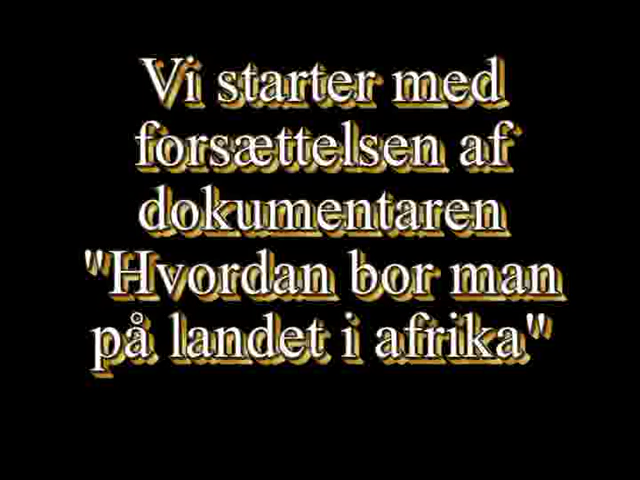 Vi starter med
forsættelsen af
dokumentaren
"Hvordan bor man
på landet i afrika"